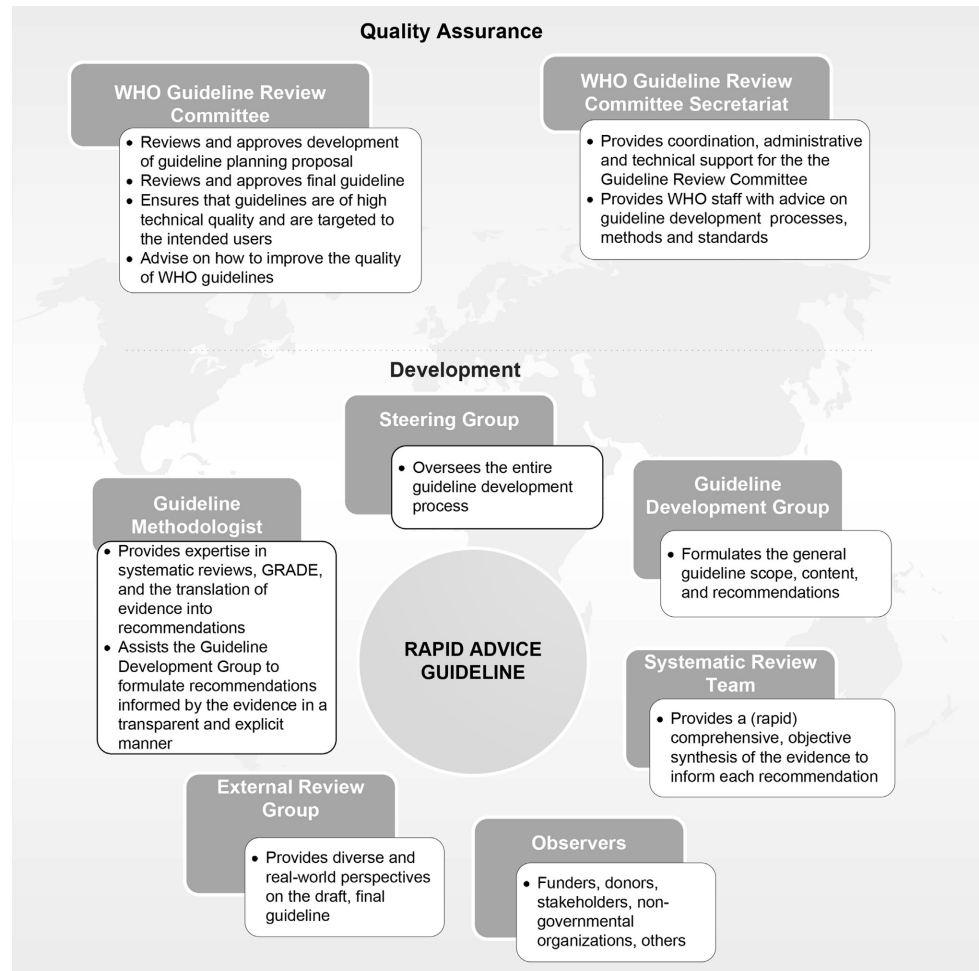 Quality Assurance
WHO Guideline Review
Committee
• Reviews and approves development
of guideline planning proposal
• Reviews and approves final guideline
• Ensures that guidelines are of high
technical quality and are targeted to
the intended users
• Advise on how to improve the quality
of WHO guidelines
WHO Guideline Review
Committee Secretariat
• Provides coordination, administrative
and technical support for the the
Guideline Review Committee
• Provides WHO staff with advice on
guideline development processes,
methods and standards
Development
Steering Group
• Oversees the entire
guideline development
process
Guideline
Development Group
• Formulates the general
guideline scope, content,
and recommendations
Guideline
Methodologist
• Provides expertise in
systematic reviews, GRADE,
and the translation of
evidence into
recommendations
• Assists the Guideline
Development Group to
formulate recommendations
informed by the evidence in a
transparent and explicit
manner
RAPID ADVICE
GUIDELINE
Systematic Review
Team
• Provides a (rapid)
comprehensive, objective
synthesis of the evidence to
inform each recommendation
External Review
Group
• Provides diverse and
real-world perspectives
on the draft, final
guideline
Observers
• Funders, donors,
stakeholders, non-
governmental
organizations, others